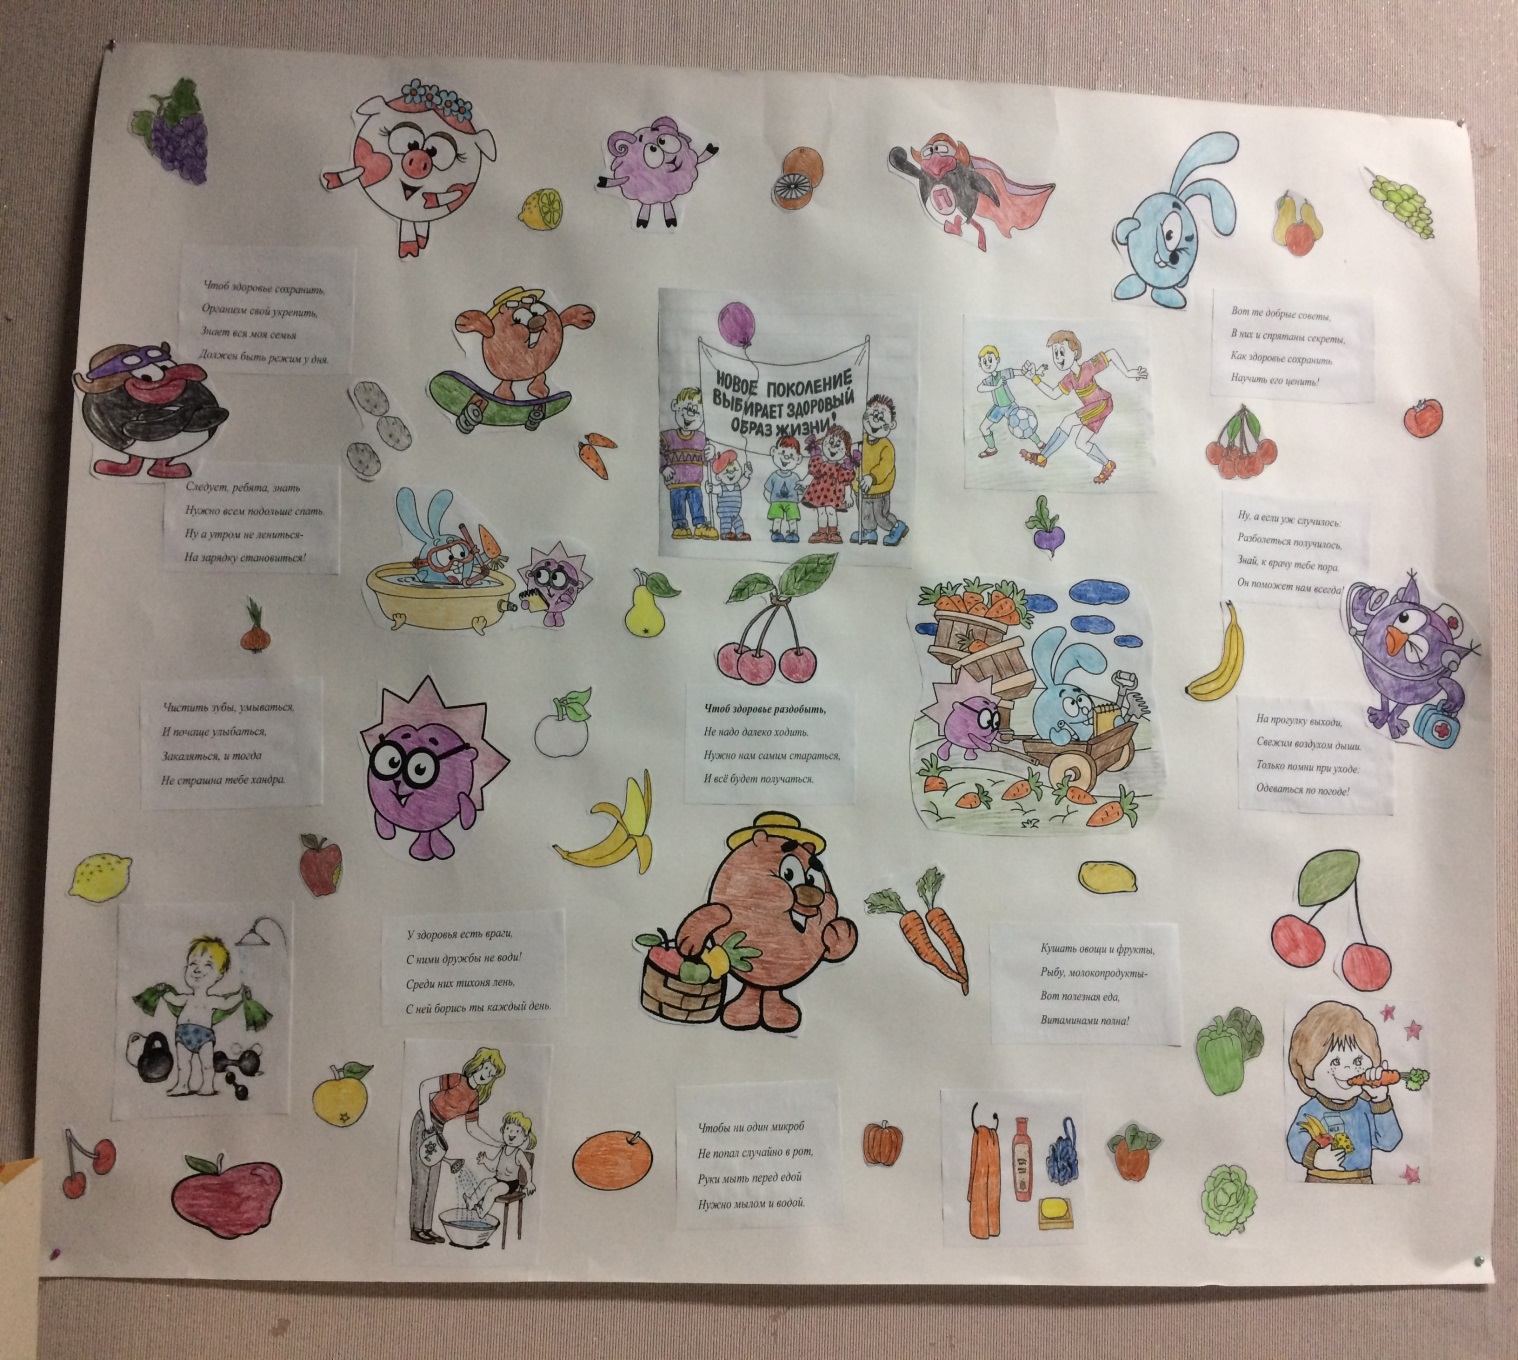 Чтоб здоровье сохранить,
Организм свой укрепить,
Знает вся моя семья
Должен быть режим у дня.
НОВОЕ ПОКОЛЕНИЕ
ВЫБИРАЕТ ЗДОРОВЫЙ
ОБРАЗ ЖИЗНИ!
Вот те добрые советы,
В них и спрятаны секреты,
Как здоровье сохранить.
Научить его ценить!
Следует, ребята, знать
Нужно всем подольше спать.
Ну а утром не лениться-
На зарядку становиться!
Ну, а если уж случилось:
Разболеться получилось,
Знай, к врачу тебе пора.
Он поможет нам всегда!
Чистить зубы, умываться,
И почаще улыбаться,
Закаляться, и тогда
Не страшна тебе хандра.
Чтоб здоровье раздобыть,
Не надо далеко ходить.
Нужно нам самим стараться,
И всё будет получаться.
На прогулку выходи,
Свежим воздухом дыши.
Только помни при уходе:
Одеваться по погоде!
У здоровья есть враги,
С ними дружбы не води!
Среди них тихоня лень,
С ней борись ты каждый день.
Кушать овощи и фрукты,
Рыбу, молокопродукты-
Вот полезная еда,
Витаминами полна!
Чтобы ни один микроб
Не попал случайно в рот,
Руки мыть перед едой
Нужно мылом и водой.